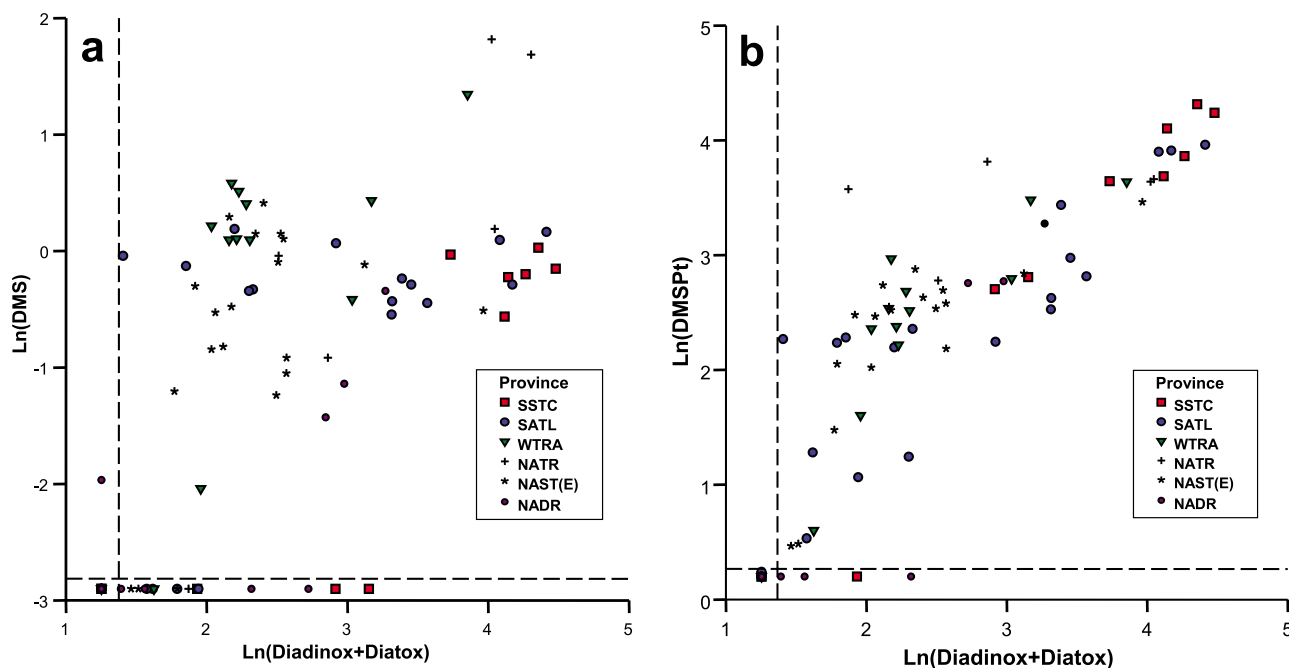 a
2
1
0
-1
-2
-3
Ln(DMS)
1
2
3
4
5
Ln(Diadinox+Diatox)
Province
SSTC
SATL
WTRA
NATR
NAST(E)
NADR
b
5
4
3
2
1
0
Ln(DMSPt)
1
2
3
4
5
Ln(Diadinox+Diatox)
Province
SSTC
SATL
WTRA
NATR
NAST(E)
NADR